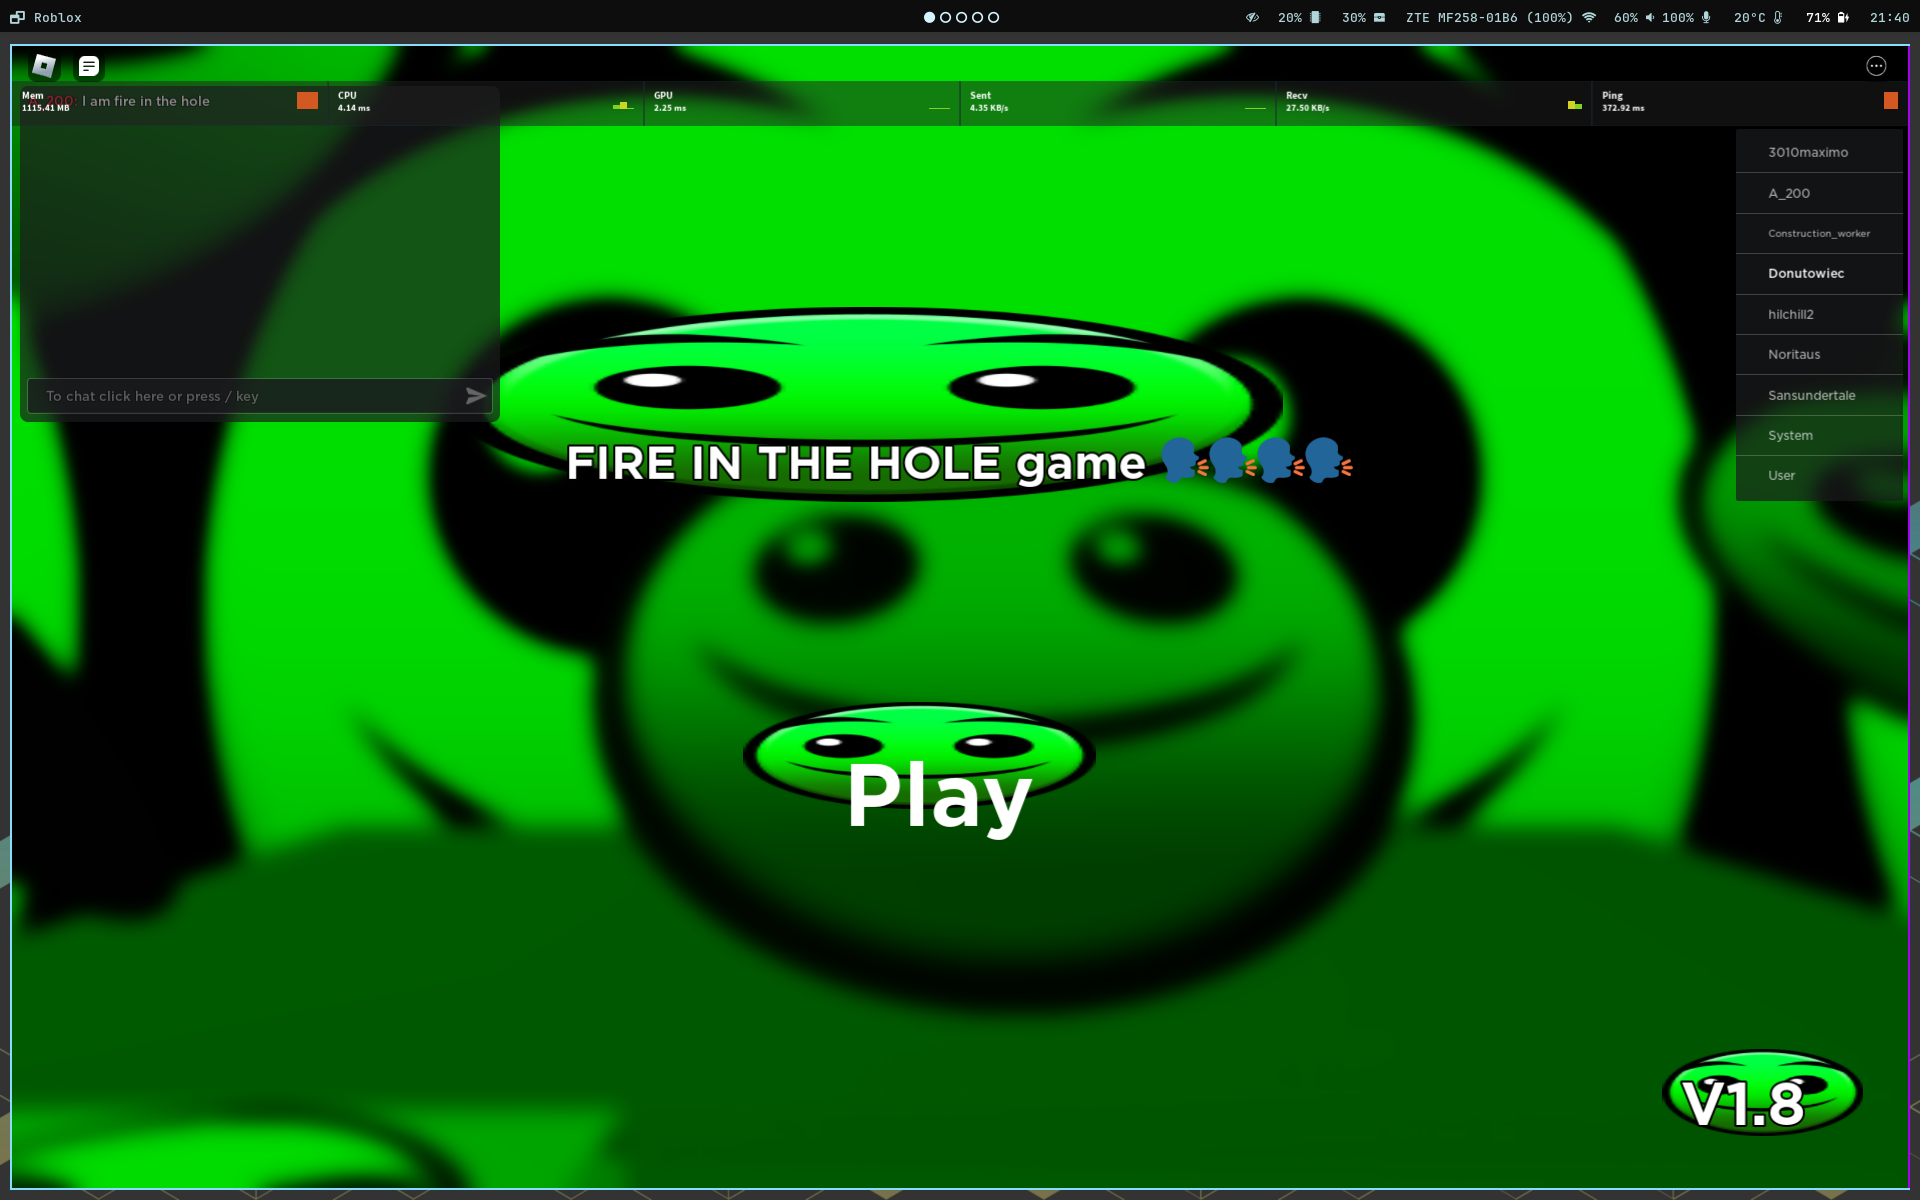 Roblox
20%
30%
ZTE MF258-01B6 (100%)
60%
100%
20°C
71%
21:40
Mem
1115.41 MB
CPU
4.14 ms
GPU
2.25 ms
Sent
4.35 KB/s
Recv
27.50 KB/s
Ping
372.92 ms
A_200: I am fire in the hole
To chat click here or press / key
3010maximo
A_200
Construction_worker
Donutowiec
hilchill2
Noritaus
Sansundertale
System
User
FIRE IN THE HOLE game 🗣️🗣️🗣️🗣️
Play
V1.8